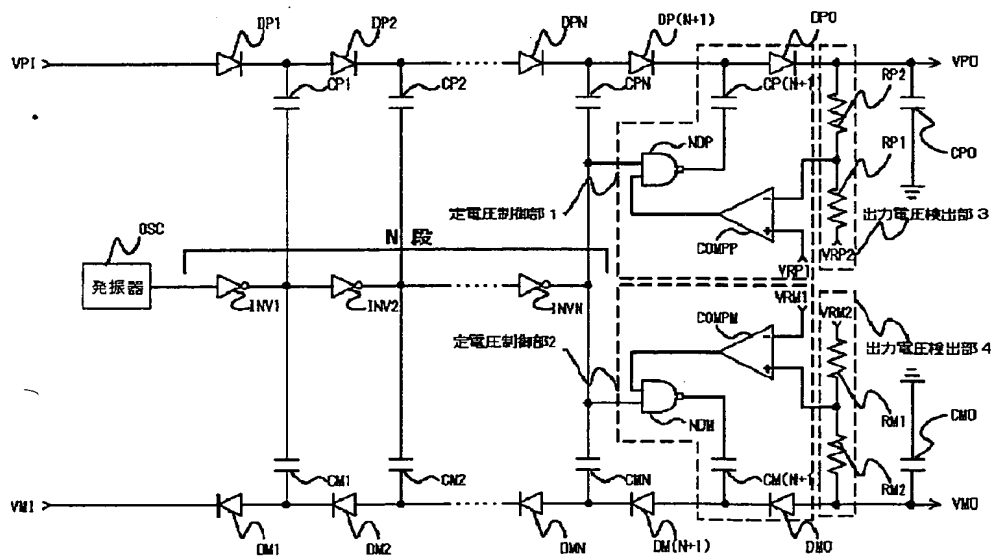 DP1
DP2
DPN
DP(N+1)
DPO
VPI
VPO
CP1
CP2
CPN
CP(N+1)
RP2
NDP
RP1
CPO
定電圧制御部1
出力電圧検出部3
OSC
N 段
COMPP
VRP1
VRP2
発振器
INV1
INV2
INVN
COMPM
VRM1
VRM2
定電圧制御部2
出力電圧検出部4
NDM
RM1
CMO
CM1
CM2
CMN
CM(N+1)
RM2
VMI
VMO
DM1
DM2
DMN
DM(N+1)
DMO